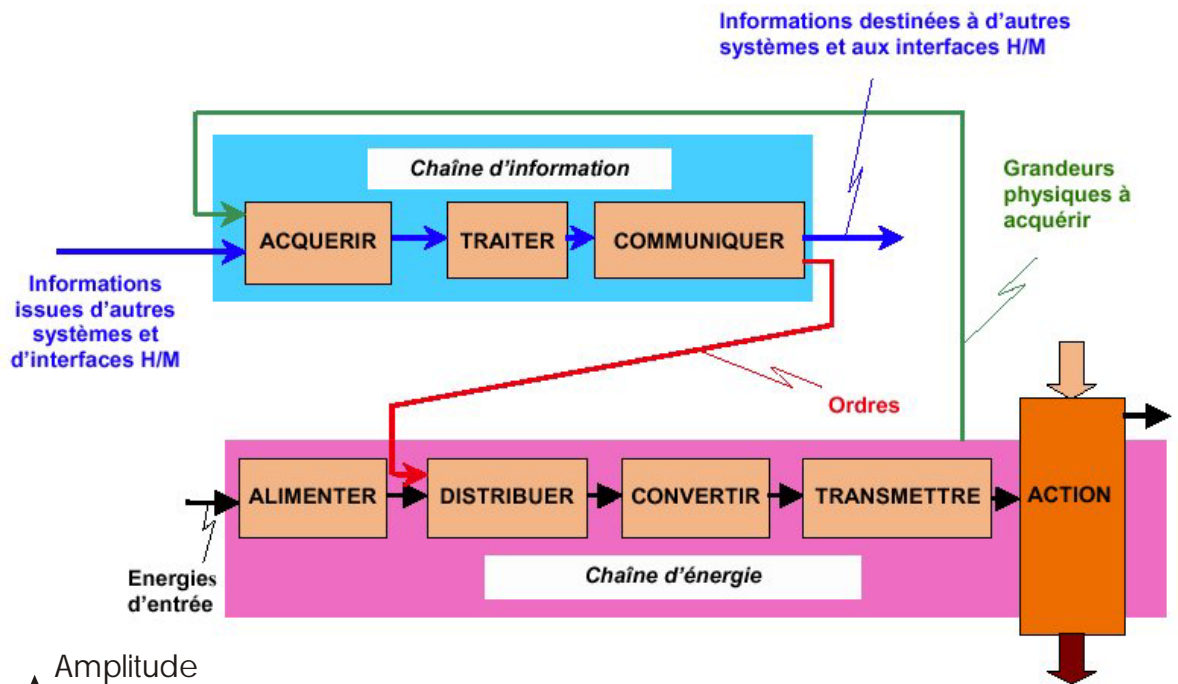 Informations destinées à d'autres
systèmes et aux interfaces H/M
Chaîne d'information
Grandeurs
physiques à
acquérir
ACQUERIR
TRAITER
COMMUNIQUER
Informations
issues d'autres
systèmes et
d'interfaces H/M
Ordres
ALIMENTER
DISTRIBUER
CONVERTIR
TRANSMETTRE
ACTION
Energies
d'entrée
Chaîne d'énergie
Amplitude